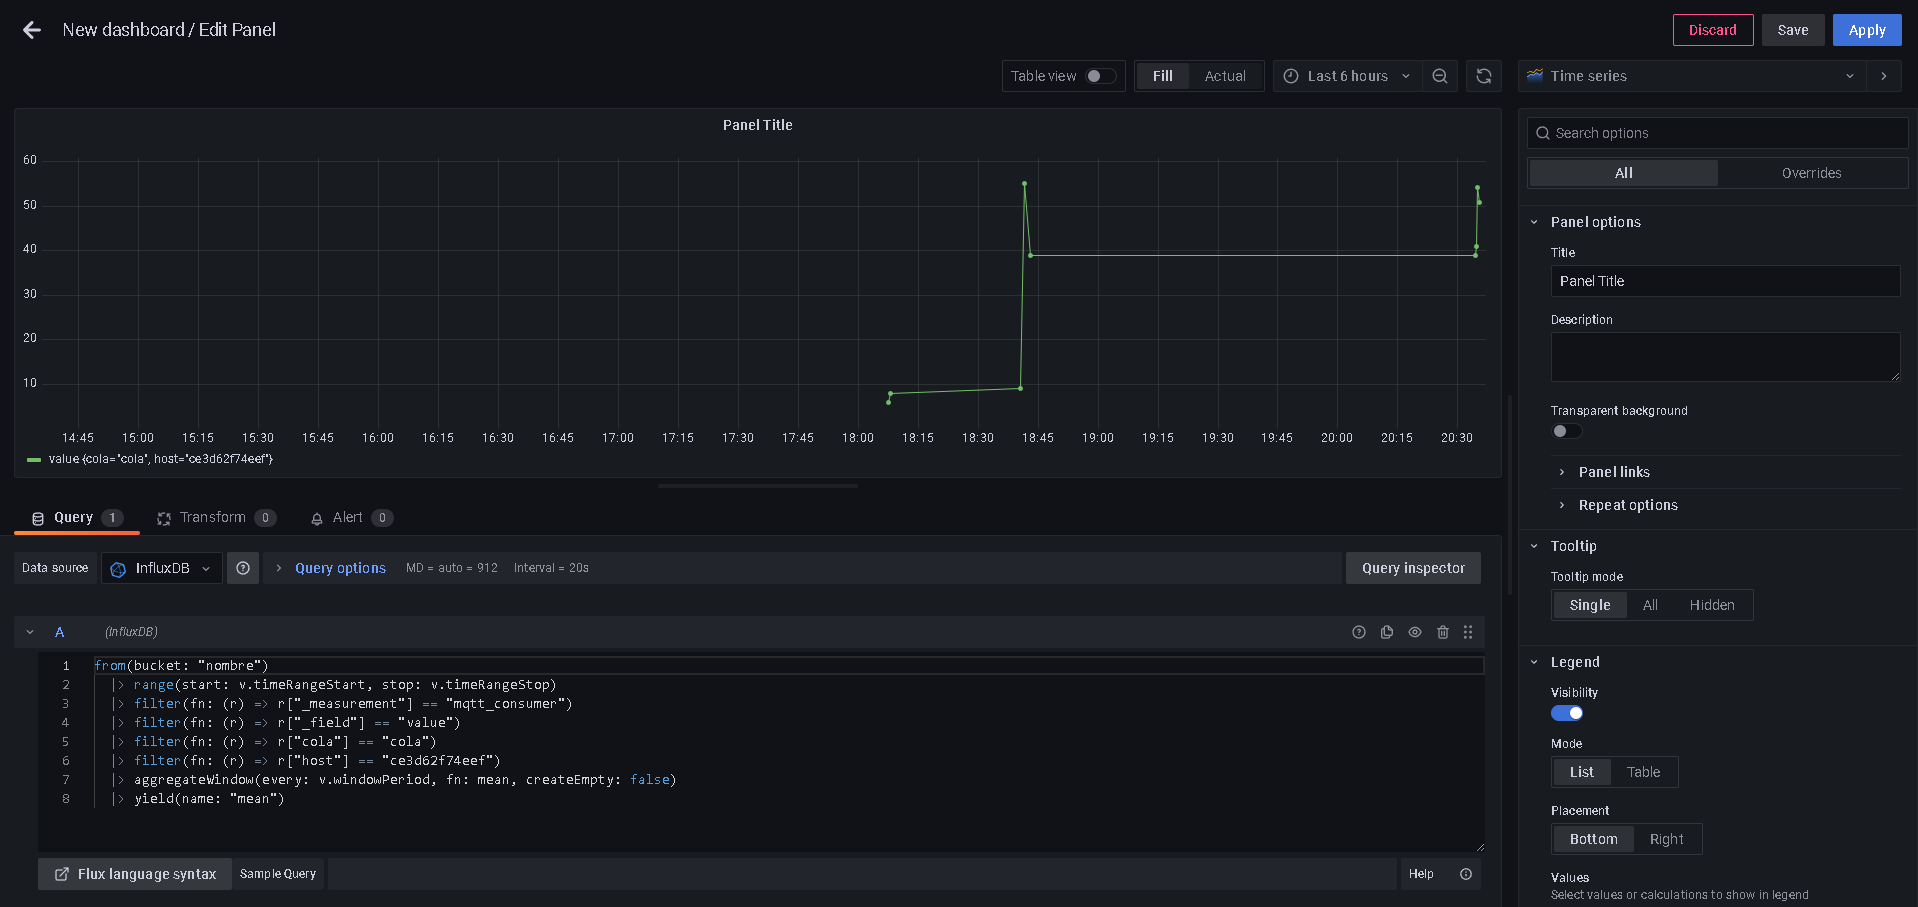 New dashboard / Edit Panel
Discard
Save
Apply
Table view
Fill
Actual
Last 6 hours
Time series
Panel Title
60
50
40
30
20
10
14:45 15:00 15:15 15:30 15:45 16:00 16:15 16:30 16:45 17:00 17:15 17:30 17:45 18:00 18:15 18:30 18:45 19:00 19:15 19:30 19:45 20:00 20:15 20:30
value {cola="cola", host="ce3d62f74eef"}
Query 1
Transform 0
Alert 0
Data source
InfluxDB
Query options
MD = auto = 912
Interval = 20s
Query inspector
A
(InfluxDB)
1 from(bucket: "nombre")
2 |> range(start: v.timeRangeStart, stop: v.timeRangeStop)
3 |> filter(fn: (r) => r["_measurement"] == "mqtt_consumer")
4 |> filter(fn: (r) => r["_field"] == "value")
5 |> filter(fn: (r) => r["cola"] == "cola")
6 |> filter(fn: (r) => r["host"] == "ce3d62f74eef")
7 |> aggregateWindow(every: v.windowPeriod, fn: mean, createEmpty: false)
8 |> yield(name: "mean")
Flux language syntax
Sample Query
Help
Search options
All
Overrides
Panel options
Title
Panel Title
Description
Transparent background
Panel links
Repeat options
Tooltip
Tooltip mode
Single
All
Hidden
Legend
Visibility
Mode
List
Table
Placement
Bottom
Right
Values
Select values or calculations to show in legend